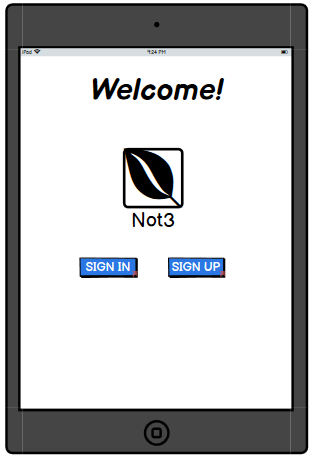 iPad 9:24 PM
Welcome!
Not3
SIGN IN SIGN UP